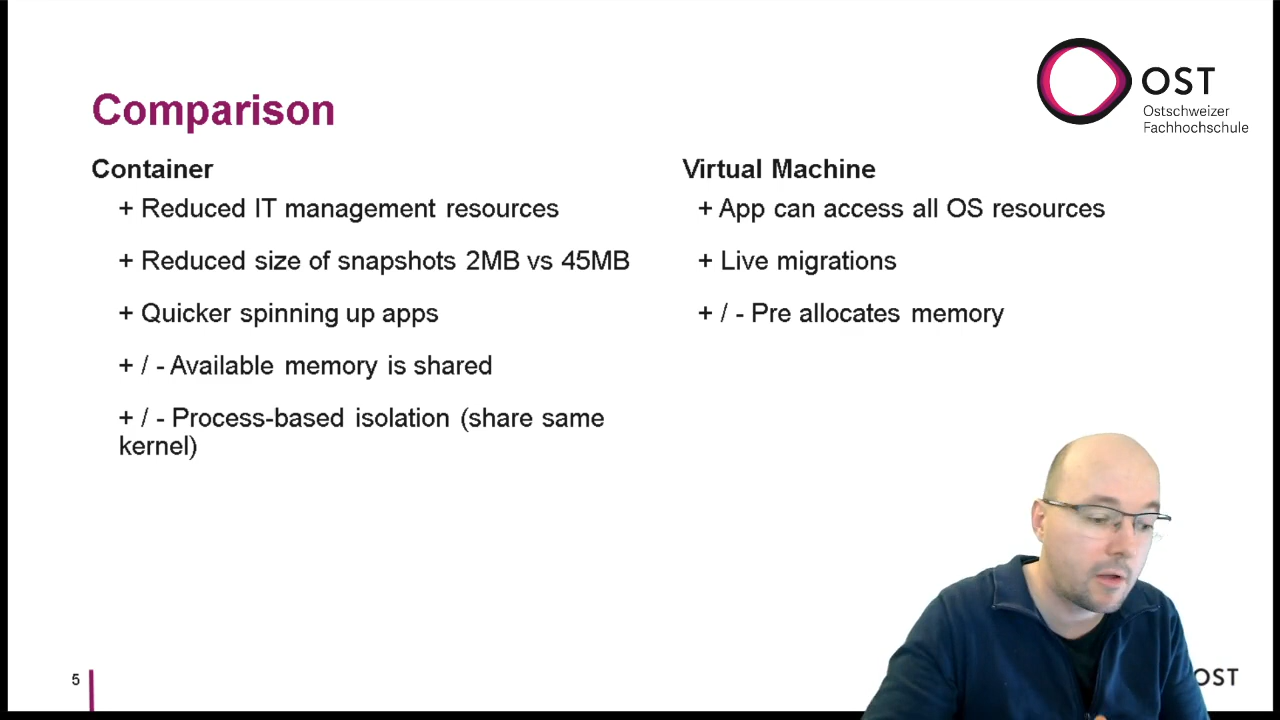 OST
Ostschweizer
Fachhochschule
Comparison
Container
+ Reduced IT management resources
+ Reduced size of snapshots 2MB vs 45MB
+ Quicker spinning up apps
+ / - Available memory is shared
+ / - Process-based isolation (share same
kernel)
Virtual Machine
+ App can access all OS resources
+ Live migrations
+ / - Pre allocates memory
5
OST